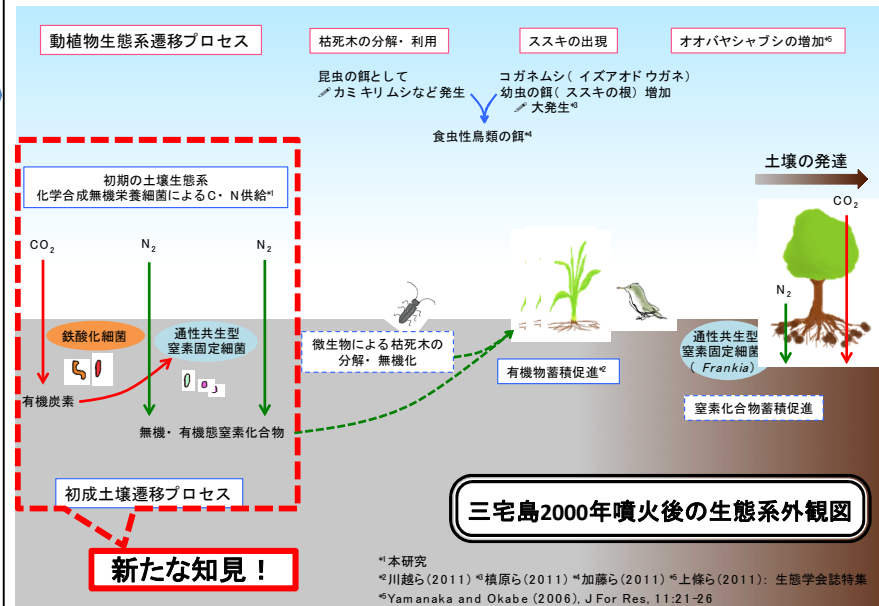 動植物生態系遷移プロセス
枯死木の分解・利用
ススキの出現
オオバヤシャブシの増加*5
昆虫の餌として
カミキリムシなど発生
コガネムシ(イズアオドウガネ)
幼虫の餌(ススキの根)増加
大発生*3
食虫性鳥類の餌*4
土壌の発達
初期の土壌生態系
化学合成無機栄養細菌によるC・N供給*1
CO2
N2
N2
CO2
N2
鉄酸化細菌
通性共生型
窒素固定細菌
微生物による枯死木の
分解・無機化
通性共生型
窒素固定細菌
(Frankia)
有機物蓄積促進*2
有機炭素
窒素化合物蓄積促進
無機・有機態窒素化合物
初成土壌遷移プロセス
三宅島2000年噴火後の生態系外観図
新たな知見！
*1本研究
*2川越ら(2011) *3槙原ら(2011) *4加藤ら(2011) *5上條ら(2011): 生態学会誌特集
*5Yamanaka and Okabe (2006), J For Res, 11:21-26